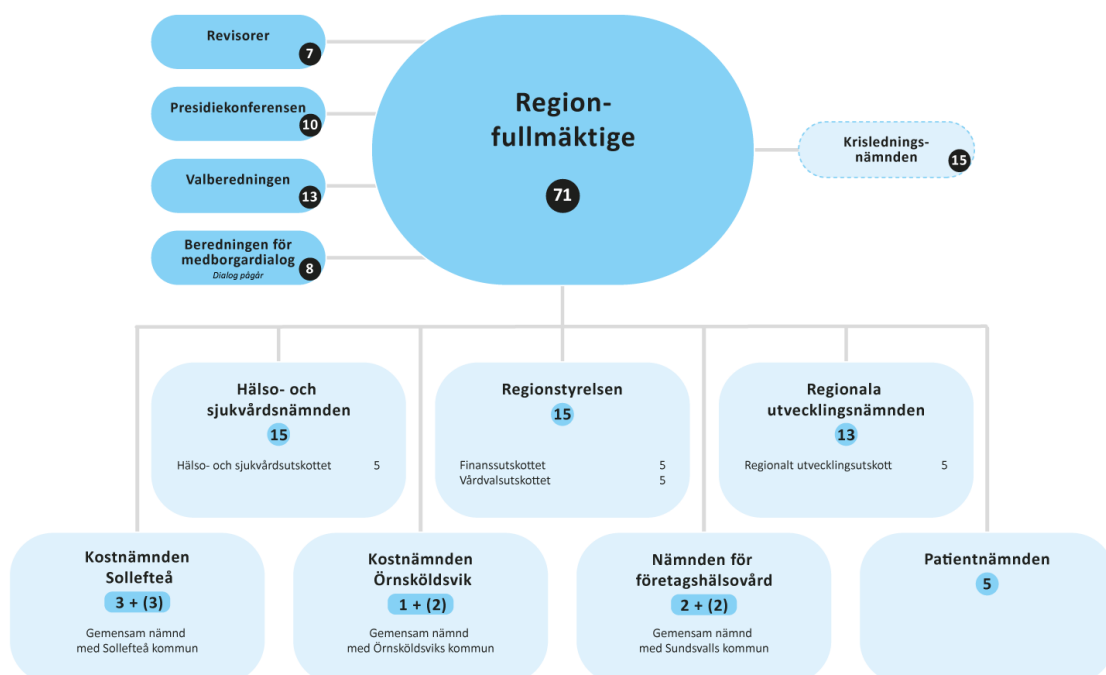 Revisorer
7
Presidiekonferensen
10
Valberedningen
13
Beredningen för
medborgardialog
Dialog pågår
8
Region-
fullmäktige
71
Krislednings-
nämnden
15
Hälso- och
sjukvårdsnämnden
15
Hälso- och sjukvårdsutskottet 5
Regionstyrelsen
15
Finanssutskottet 5
Vårdvalsutskottet 5
Regionala
utvecklingsnämnden
13
Regionalt utvecklingsutskott 5
Kostnämnden
Sollefteå
3 + (3)
Gemensam nämnd
med Sollefteå kommun
Kostnämnden
Örnsköldsvik
1 + (2)
Gemensam nämnd
med Örnsköldsviks kommun
Nämnden för
företagshälsovård
2 + (2)
Gemensam nämnd
med Sundsvalls kommun
Patientnämnden
5